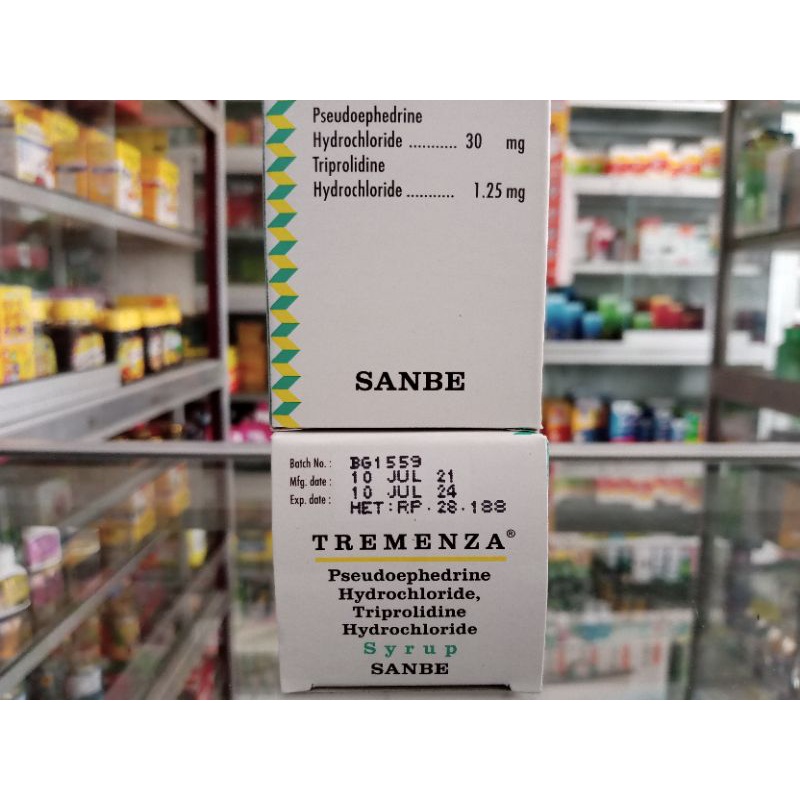 Pseudoephedrine
Hydrochloride ........... 30 mg
Triprolidine
Hydrochloride ........... 1.25 mg
SANBE
Batch No. : BG1559
Mfg. date : 10 JUL 21
Exp. date : 10 JUL 24
HET:RP.28.188
TREMENZA®
Pseudoephedrine
Hydrochloride,
Triprolidine
Hydrochloride
Syrup
SANBE